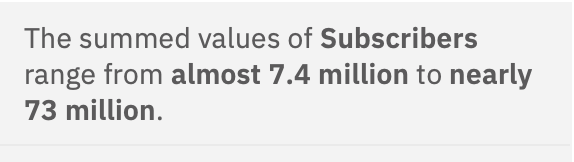 The summed values of Subscribers
range from almost 7.4 million to nearly
73 million.